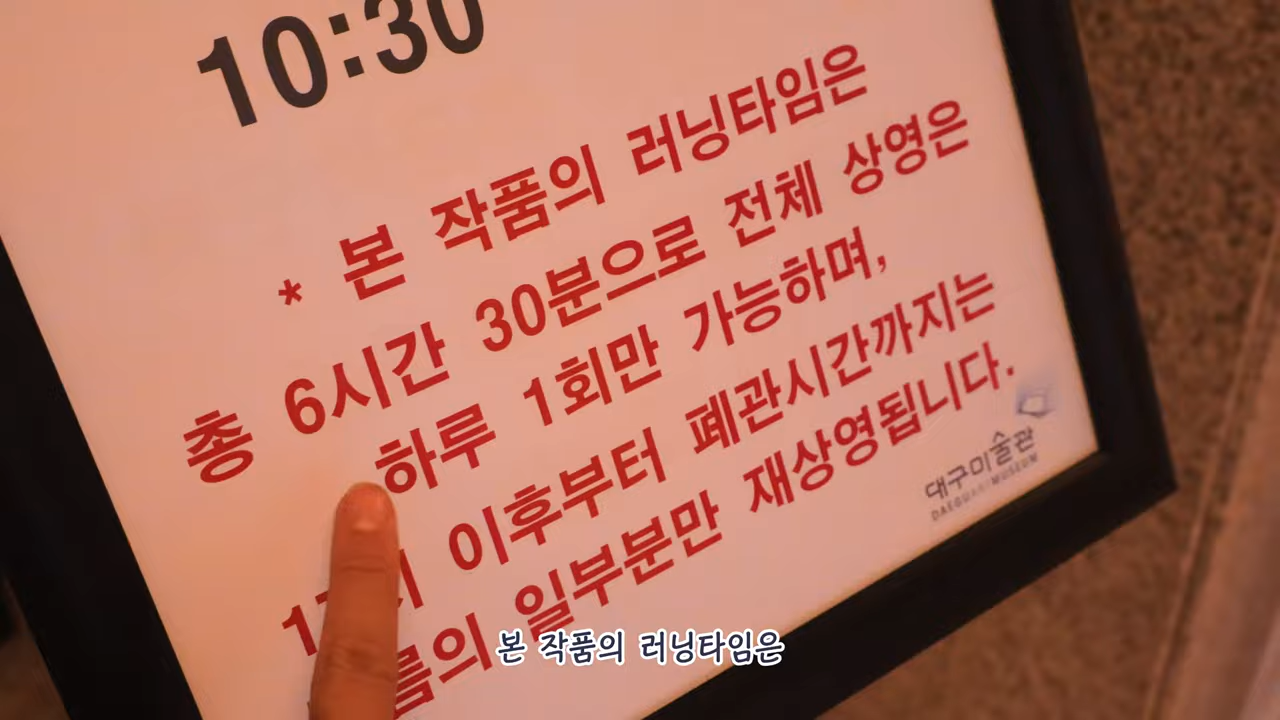 10:30
* 본 작품의 러닝타임은
총 6시간 30분으로 전체 상영은
하루 1회만 가능하며,
이후부터 폐관시간까지는
일부분만 재상영됩니다.
대구미술관
DAEGU ART MUSEUM
본 작품의 러닝타임은